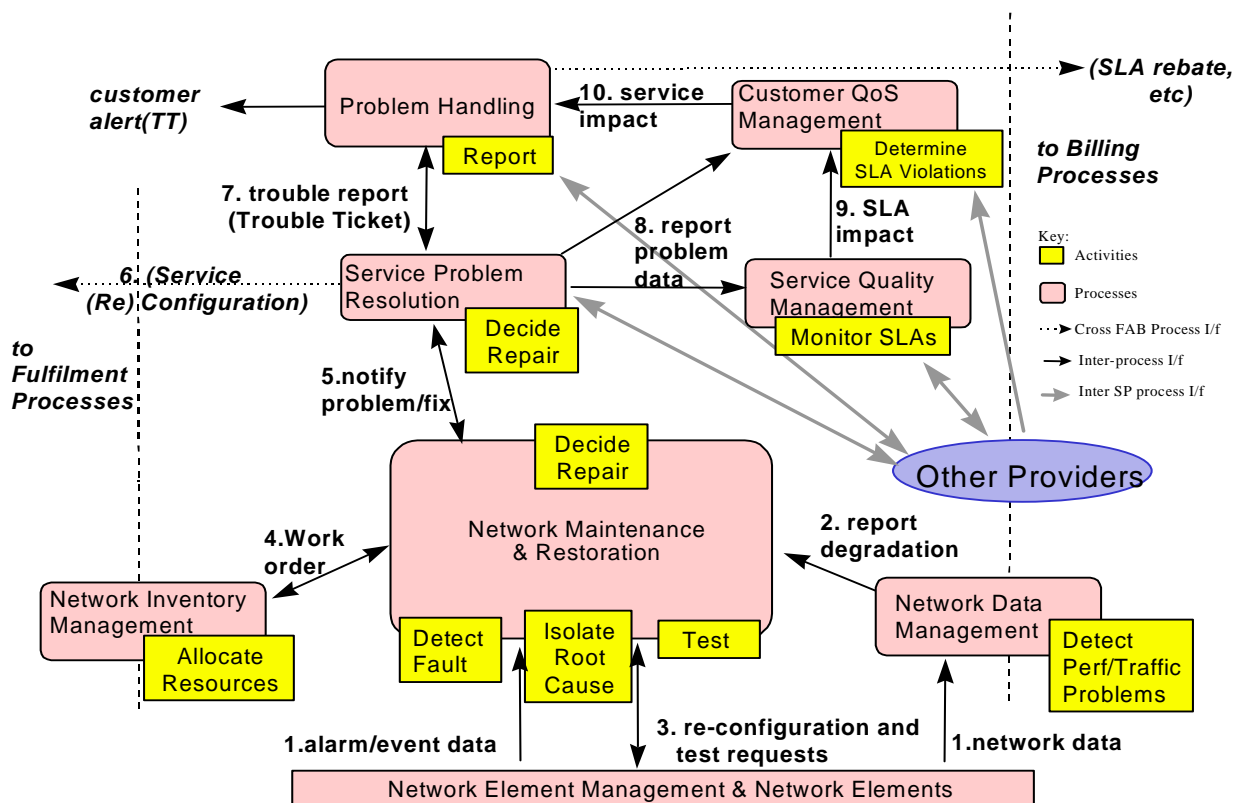 customer
alert(TT)
Problem Handling
Report
10. service
impact
Customer QoS
Management
Determine
SLA Violations
(SLA rebate,
etc)
to Billing
Processes
7. trouble report
(Trouble Ticket)
8. report
problem
data
9. SLA
impact
Key:
Activities
Processes
Cross FAB Process I/f
Inter-process I/f
Inter SP process I/f
6. (Service
(Re) Configuration)
Service Problem
Resolution
Decide
Repair
Service Quality
Management
Monitor SLAs
to
Fulfilment
Processes
5.notify
problem/fix
Decide
Repair
Other Providers
Network Maintenance
& Restoration
4.Work
order
2. report
degradation
Network Inventory
Management
Allocate
Resources
Detect
Fault
Isolate
Root
Cause
Test
Network Data
Management
Detect
Perf/Traffic
Problems
1.alarm/event data
3. re-configuration and
test requests
1.network data
Network Element Management & Network Elements